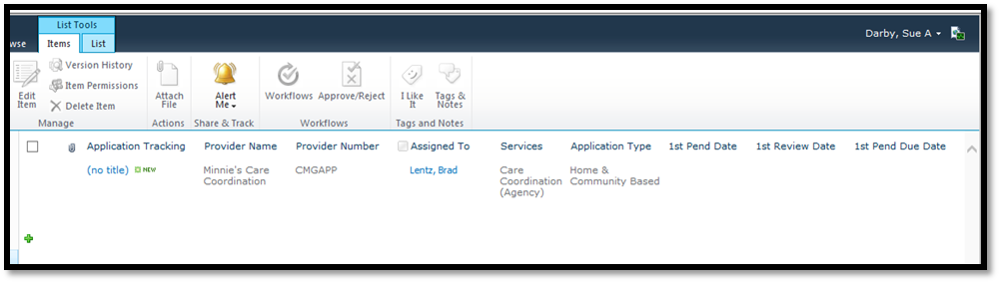 List Tools
wse Items List
Darby, Sue A
Edit Item
Version History
Item Permissions
Delete Item
Manage
Attach File
Actions
Alert Me
Share & Track
Workflows
Approve/Reject
Workflows
I Like It
Tags & Notes
Tags and Notes
Application Tracking Provider Name Provider Number Assigned To Services Application Type 1st Pend Date 1st Review Date 1st Pend Due Date
(no title) NEW
Minnie's Care
Coordination
CMGAPP
Lentz, Brad
Care
Coordination
(Agency)
Home &
Community Based